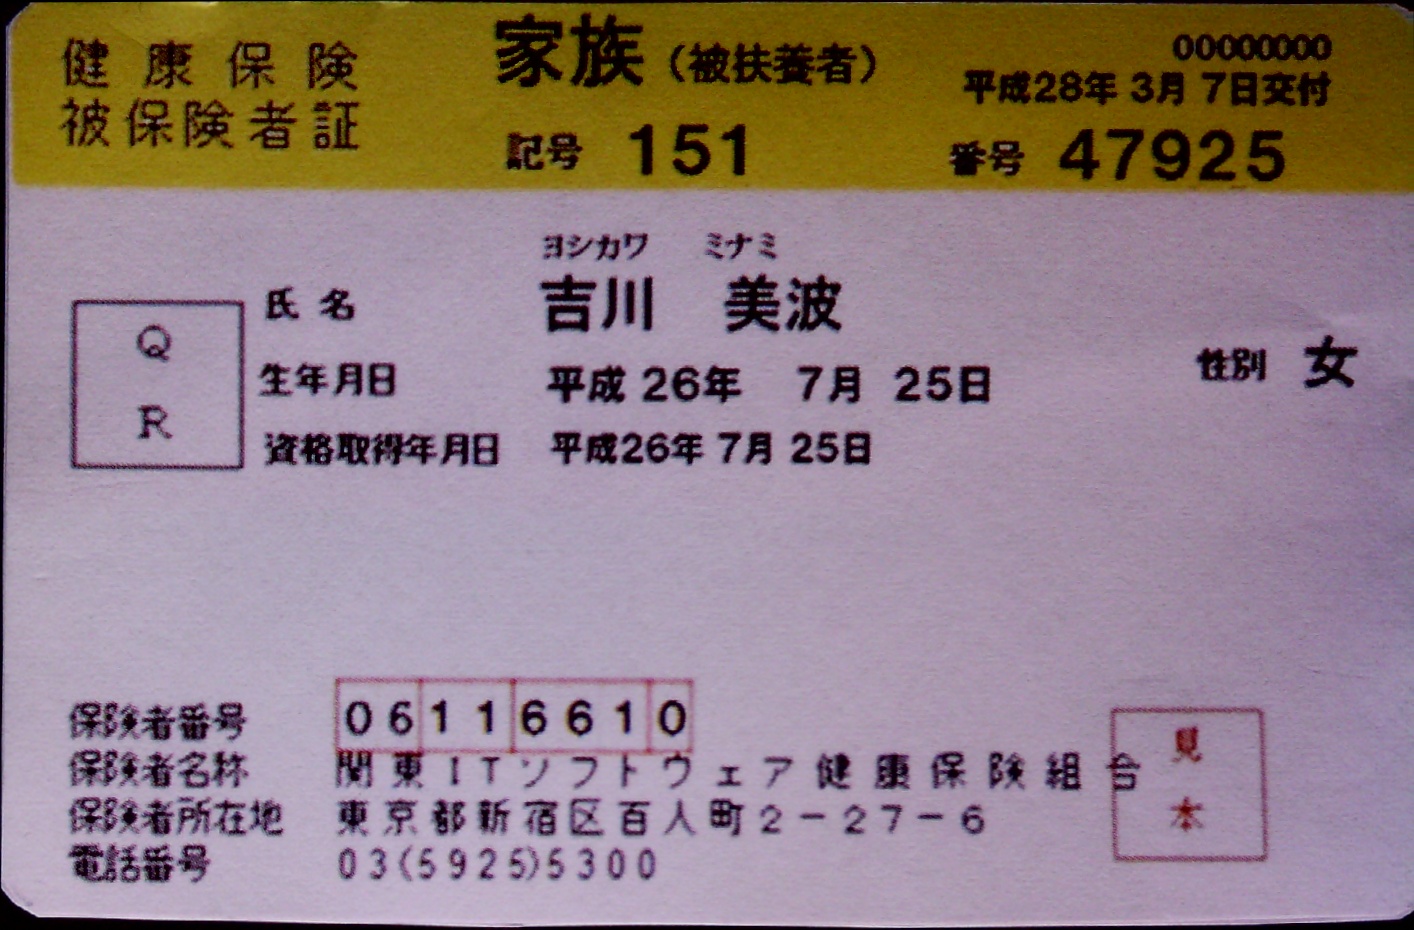 健康保険
被保険者証
家族（被扶養者）
00000000
平成28年 3月 7日交付
記号 151
番号 47925
ヨシカワ ミナミ
氏名 吉川 美波
生年月日 平成 26年 7月 25日
性別 女
資格取得年月日 平成26年 7月 25日
Q
R
保険者番号 06116610
保険者名称 関東ITソフトウェア健康保険組合
保険者所在地 東京都新宿区百人町2-27-6
電話番号 03(5925)5300
見
本